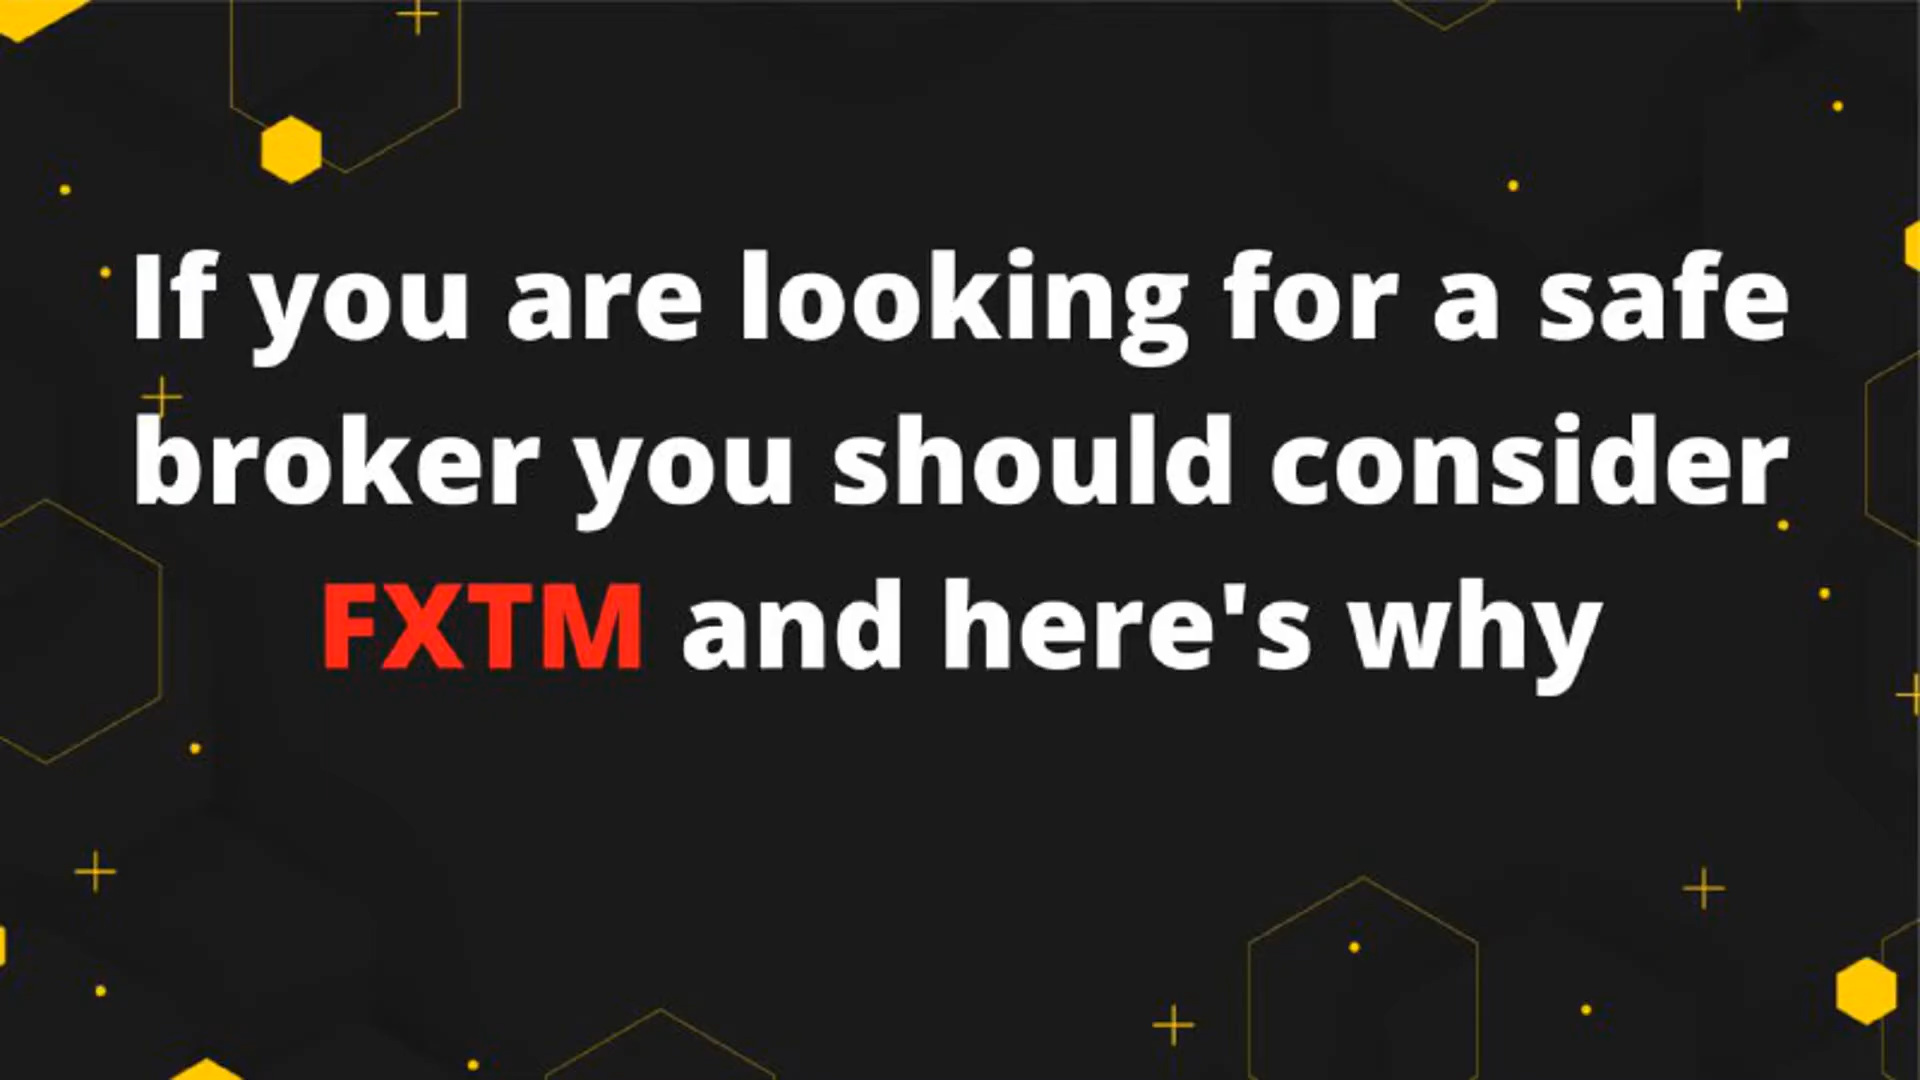 If you are looking for a safe
broker you should consider
FXTM and here's why